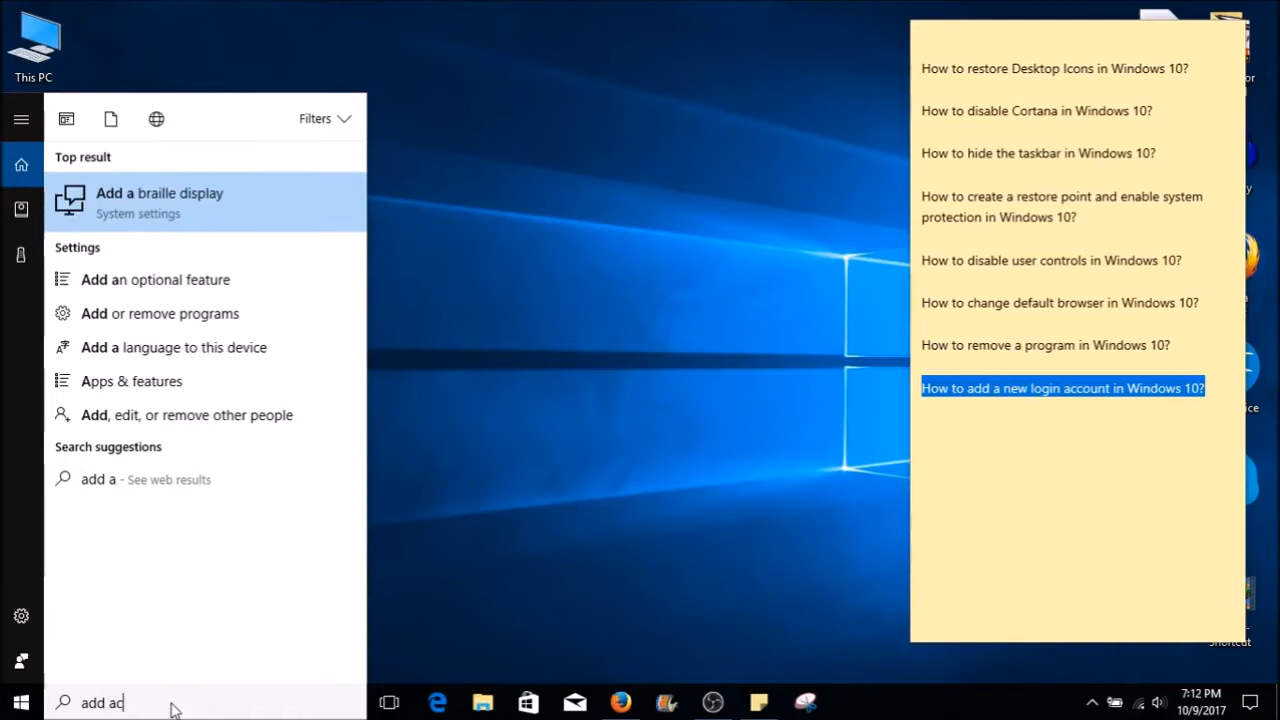 This PC
Filters
Top result
Add a braille display
System settings
Settings
Add an optional feature
Add or remove programs
Add a language to this device
Apps & features
Add, edit, or remove other people
Search suggestions
add a - See web results
add ac
How to restore Desktop Icons in Windows 10?
How to disable Cortana in Windows 10?
How to hide the taskbar in Windows 10?
How to create a restore point and enable system
protection in Windows 10?
How to disable user controls in Windows 10?
How to change default browser in Windows 10?
How to remove a program in Windows 10?
How to add a new login account in Windows 10?
7:12 PM
10/9/2017